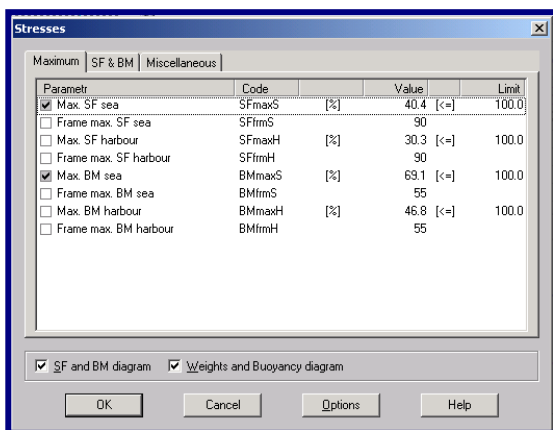 Stresses
Maximum SF & BM Miscellaneous
Parametr Code Value Limit
Max. SF sea SFmaxS [%] 40.4 [<=] 100.0
Frame max. SF sea SFfrmS 90
Max. SF harbour SFmaxH [%] 30.3 [<=] 100.0
Frame max. SF harbour SFfrmH 90
Max. BM sea BMmaxS [%] 69.1 [<=] 100.0
Frame max. BM sea BMfrmS 55
Max. BM harbour BMmaxH [%] 46.8 [<=] 100.0
Frame max. BM harbour BMfrmH 55
SF and BM diagram Weights and Buoyancy diagram
OK Cancel Options Help